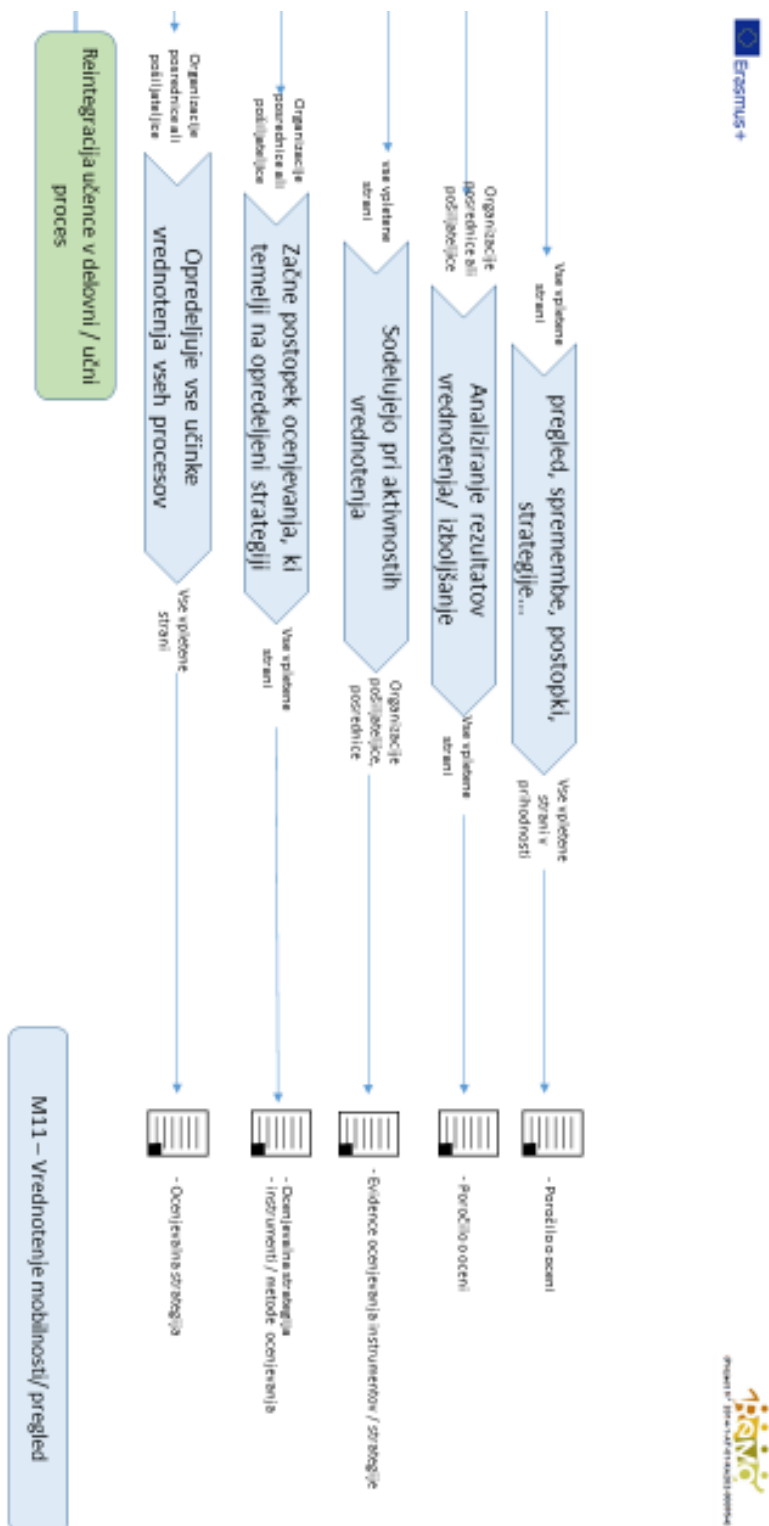 Erasmus+
Vse vpletene
strani
pregled, spremembe, postopki,
strategije...
Vse vpletene
strani v
prihodnosti
- Poročilo o oceni
Organizacije
posrednice ali
pošiljateljice
Analiziranje rezultatov
vrednotenja/ izboljšanje
Vse vpletene
strani
- Poročilo o oceni
vse vpletene
strani
Sodelujejo pri aktivnostih
vrednotenja
Organizacije
pošiljateljice,
posrednice
- Evidence ocenjevanja instrumentov / strategije
Organizacije
posrednice ali
pošiljateljice
Začne postopek ocenjevanja, ki
temelji na opredeljeni strategiji
Vse vpletene
strani
- Ocenjevalna strategija
- instrumenti / metode ocenjevanja
Organizacije
posrednice ali
pošiljateljice
Opredeljuje vse učinke
vrednotenja vseh procesov
Vse vpletene
strani
- Ocenjevalna strategija
Reintegracija učence v delovni / učni
proces
M11 – Vrednotenje mobilnosti/ pregled